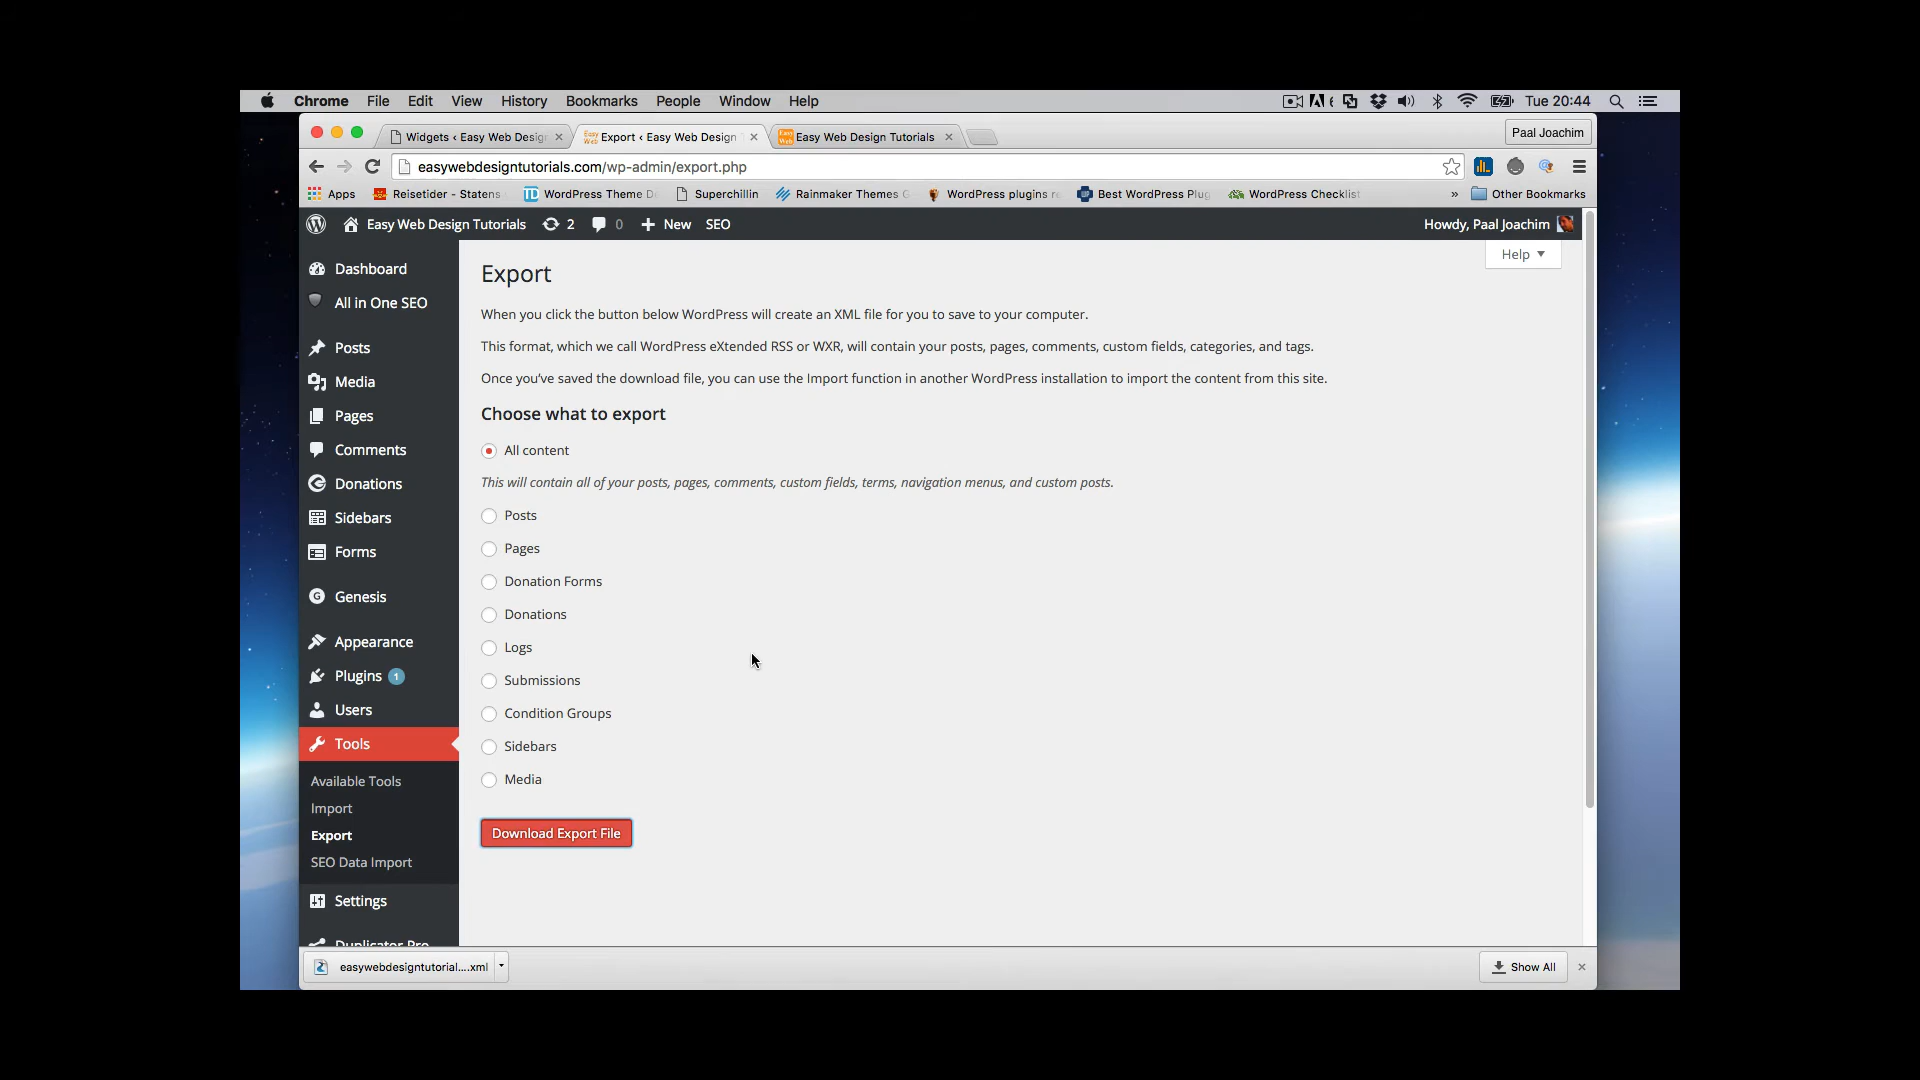 Chrome File Edit View History Bookmarks People Window Help Tue 20:44
Widgets ‹ Easy Web Desig Export ‹ Easy Web Design Easy Web Design Tutorials Paal Joachim
easywebdesigntutorials.com/wp-admin/export.php
Apps Reisetider - Statens WordPress Theme De Superchillin Rainmaker Themes WordPress plugins Best WordPress Plug WordPress Checklist » Other Bookmarks
Easy Web Design Tutorials 2 0 + New SEO Howdy, Paal Joachim
Help ▼
Dashboard
All in One SEO
Posts
Media
Pages
Comments
Donations
Sidebars
Forms
Genesis
Appearance
Plugins 1
Users
Tools
Available Tools
Import
Export
SEO Data Import
Settings
Duplicator Pro
Export
When you click the button below WordPress will create an XML file for you to save to your computer.
This format, which we call WordPress eXtended RSS or WXR, will contain your posts, pages, comments, custom fields, categories, and tags.
Once you’ve saved the download file, you can use the Import function in another WordPress installation to import the content from this site.
Choose what to export
All content
This will contain all of your posts, pages, comments, custom fields, terms, navigation menus, and custom posts.
Posts
Pages
Donation Forms
Donations
Logs
Submissions
Condition Groups
Sidebars
Media
Download Export File
easywebdesigntutorial....xml Show All